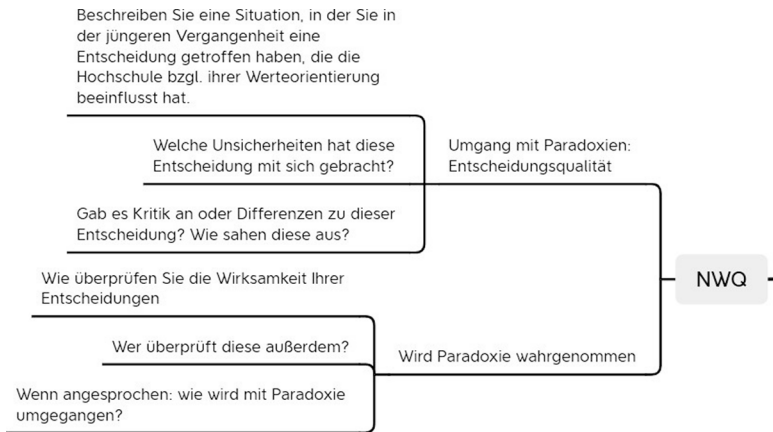 Beschreiben Sie eine Situation, in der Sie in
der jüngeren Vergangenheit eine
Entscheidung getroffen haben, die die
Hochschule bzgl. ihrer Werteorientierung
beeinflusst hat.
Welche Unsicherheiten hat diese
Entscheidung mit sich gebracht?
Gab es Kritik an oder Differenzen zu dieser
Entscheidung? Wie sahen diese aus?
Umgang mit Paradoxien:
Entscheidungsqualität
Wie überprüfen Sie die Wirksamkeit Ihrer
Entscheidungen
Wer überprüft diese außerdem?
Wenn angesprochen: wie wird mit Paradoxie
umgegangen?
Wird Paradoxie wahrgenommen
NWQ